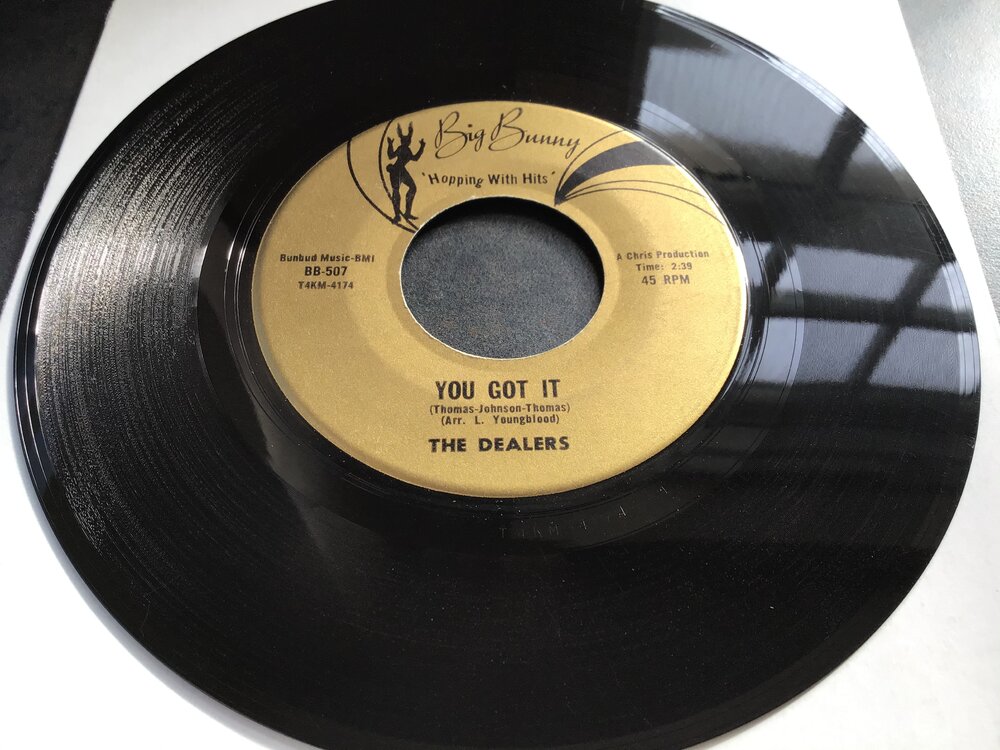 Big Bunny
'Hopping With Hits'
Bunbud Music-BMI
BB-507
T4KM-4174
A Chris Production
Time: 2:39
45 RPM
YOU GOT IT
(Thomas-Johnson-Thomas)
(Arr. L. Youngblood)
THE DEALERS